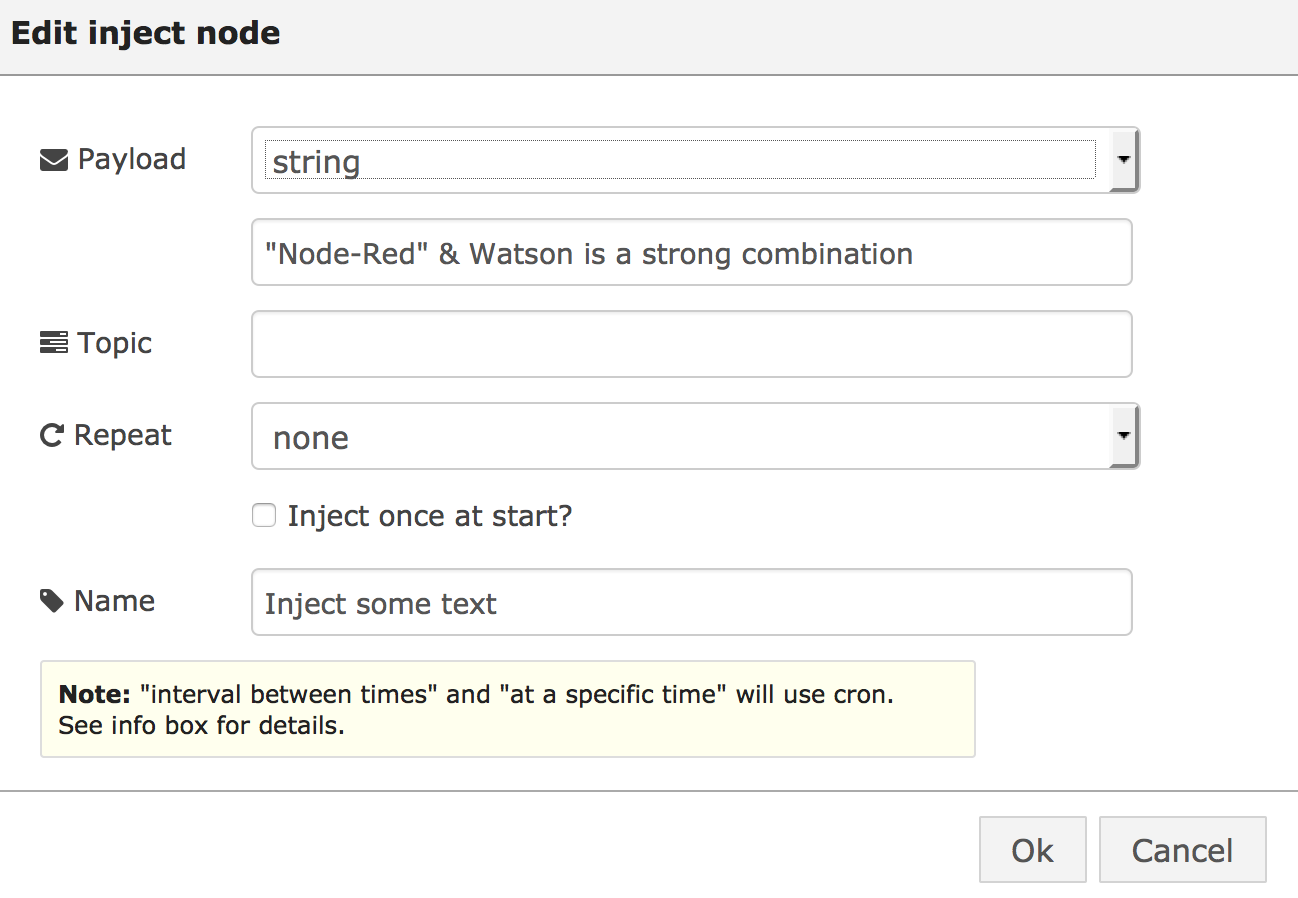 Edit inject node
Payload
string
"Node-Red" & Watson is a strong combination
Topic
Repeat
none
Inject once at start?
Name
Inject some text
Note: "interval between times" and "at a specific time" will use cron.
See info box for details.
Ok
Cancel